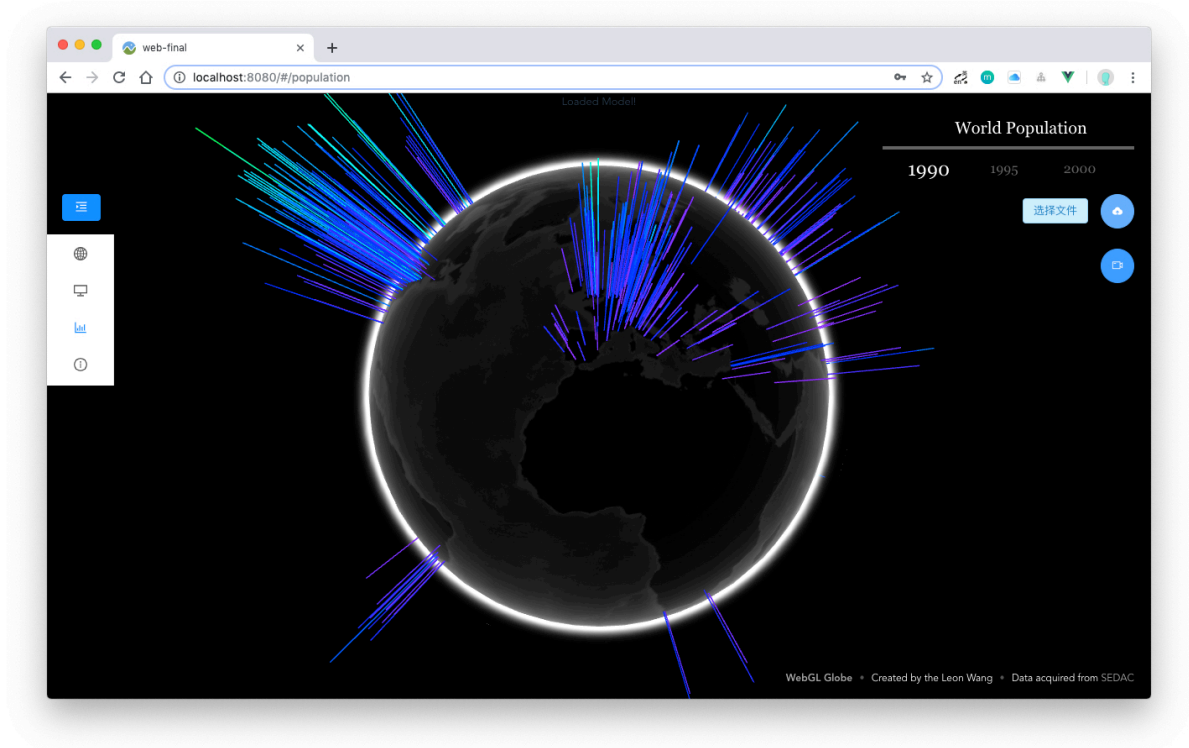 web-final
localhost:8080/#/population
Loaded Model!
World Population
1990 1995 2000
选择文件
WebGL Globe • Created by the Leon Wang • Data acquired from SEDAC